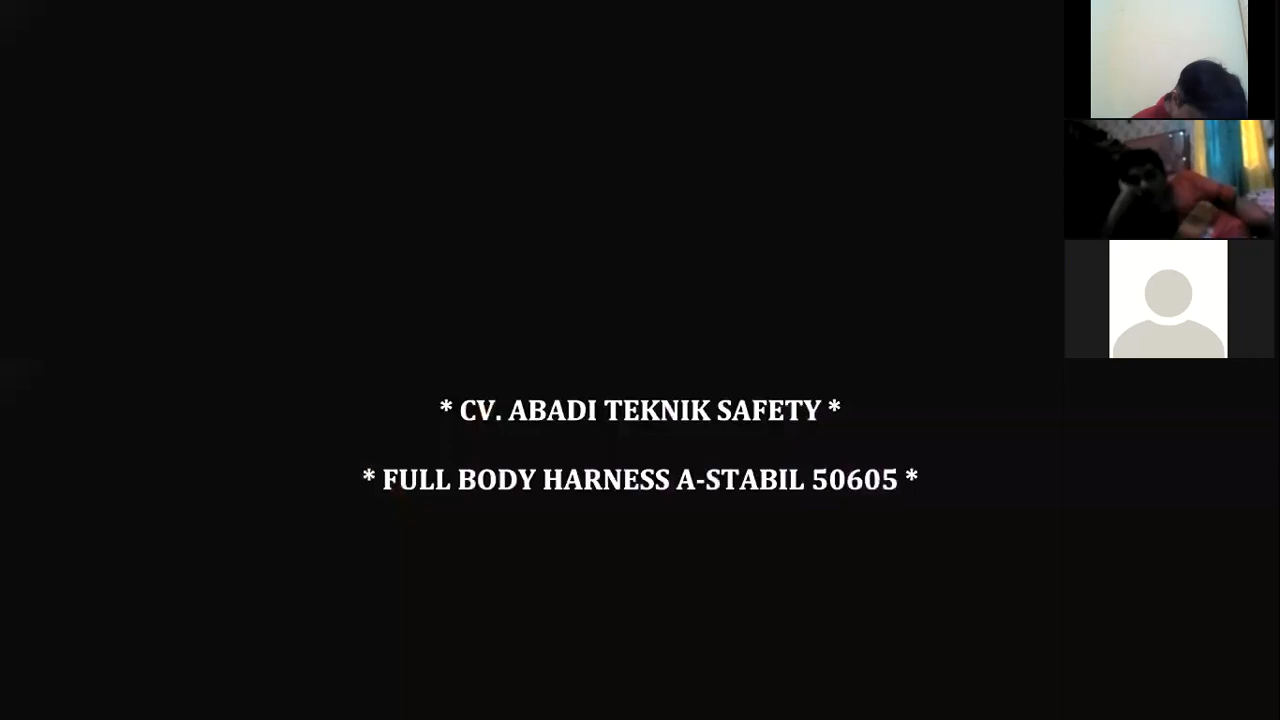 * CV. ABADI TEKNIK SAFETY *
* FULL BODY HARNESS A-STABIL 50605 *